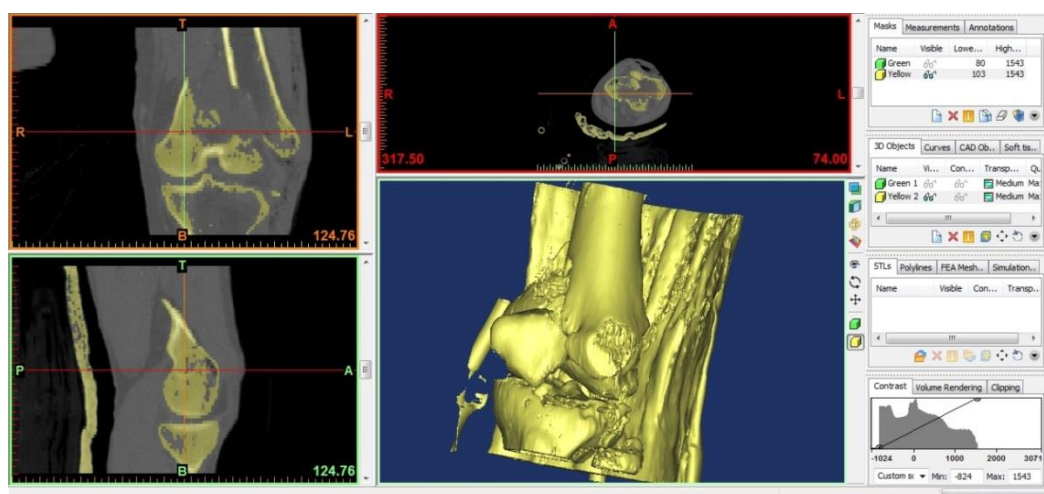 T
R
L
B
124.76
A
R
L
P
317.50
74.00
T
P
A
B
124.76
Masks Measurements Annotations
Name Visible Lowe... High...
Green 80 1543
Yellow 103 1543
3D Objects Curves CAD Ob... Soft tis...
Name Vi... Con... Transp... Qu
Green 1 Medium Ma
Yellow 2 Medium Ma
STLs Polylines FEA Mesh... Simulation...
Name Visible Con... Transp...
Contrast Volume Rendering Clipping
-1024 0 1000 2000 3071
Custom Min: -824 Max: 1543